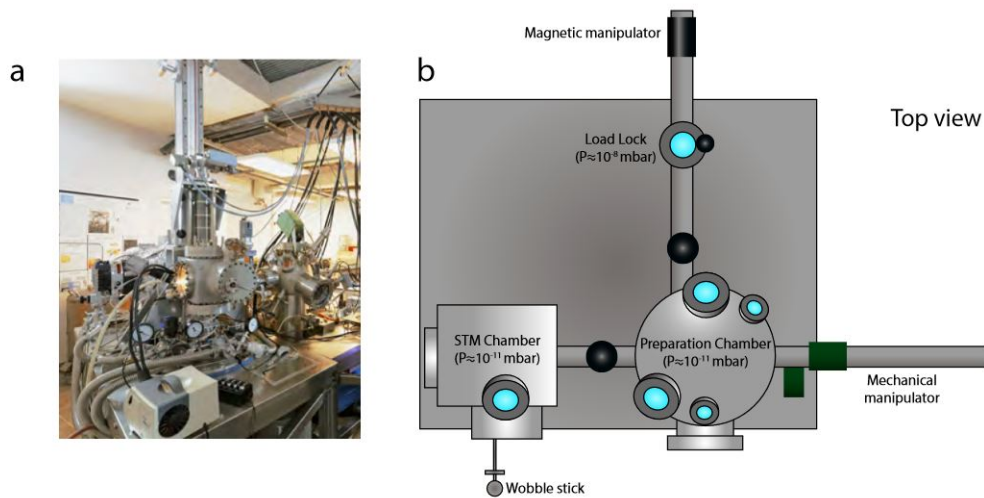 a
b
Magnetic manipulator
Top view
Load Lock
(P≈10⁻⁸ mbar)
STM Chamber
(P≈10⁻¹¹ mbar)
Preparation Chamber
(P≈10⁻¹¹ mbar)
Mechanical
manipulator
Wobble stick